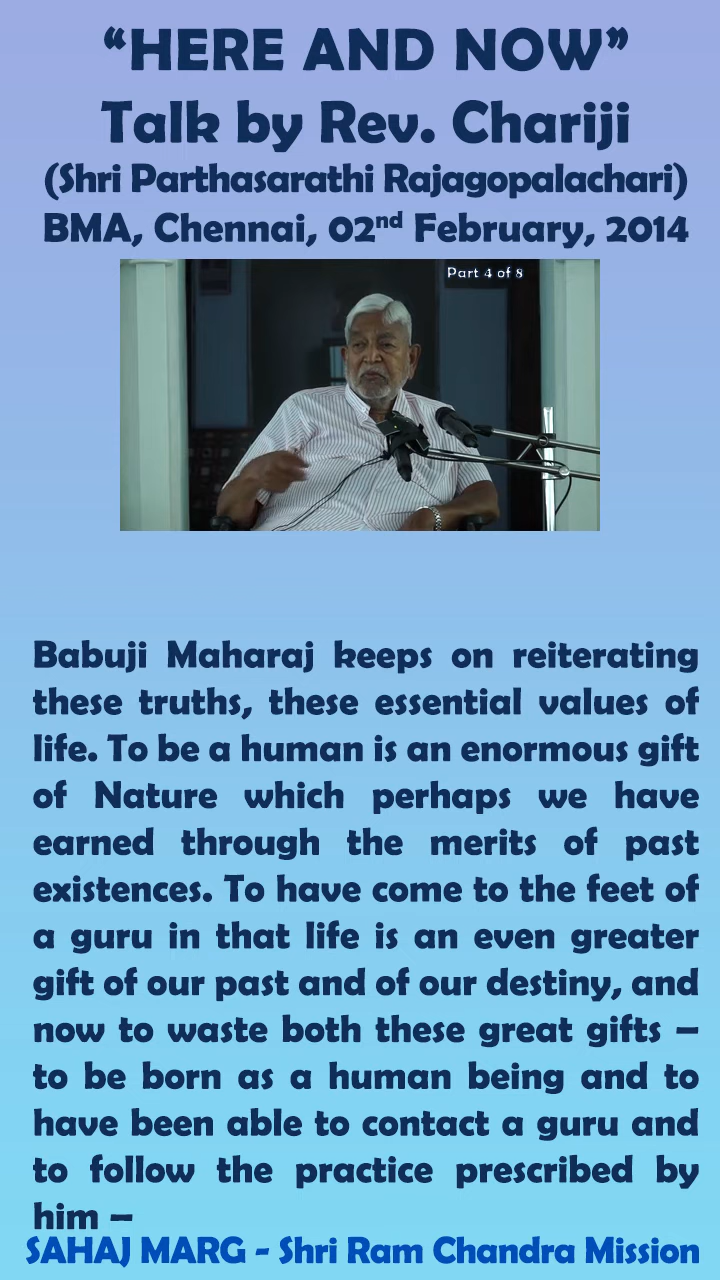 “HERE AND NOW”
Talk by Rev. Chariji
(Shri Parthasarathi Rajagopalachari)
BMA, Chennai, 02nd February, 2014
Part 4 of 8
Babuji Maharaj keeps on reiterating
these truths, these essential values of
life. To be a human is an enormous gift
of Nature which perhaps we have
earned through the merits of past
existences. To have come to the feet of
a guru in that life is an even greater
gift of our past and of our destiny, and
now to waste both these great gifts –
to be born as a human being and to
have been able to contact a guru and
to follow the practice prescribed by
him –
SAHAJ MARG - Shri Ram Chandra Mission